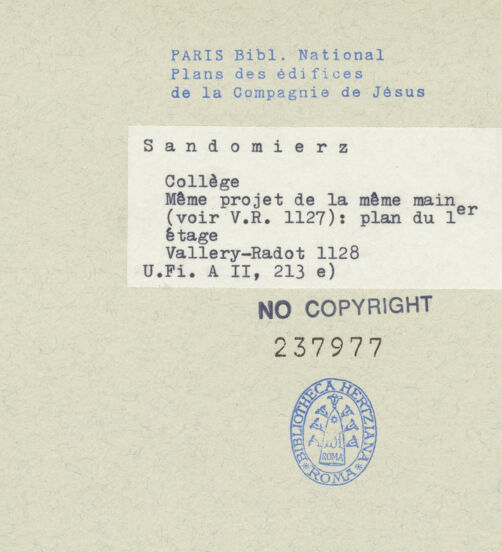 PARIS Bibl. National
Plans des édifices
de la Compagnie de Jésus
Sandomierz
Collège
Même projet de la même main
(voir V.R. 1127): plan du 1er
étage
Vallery-Radot 1128
U.Fi. A II, 213 e)
NO COPYRIGHT
237977
BIBLIOTHECA HERTZIANA
ROMA
ROMA